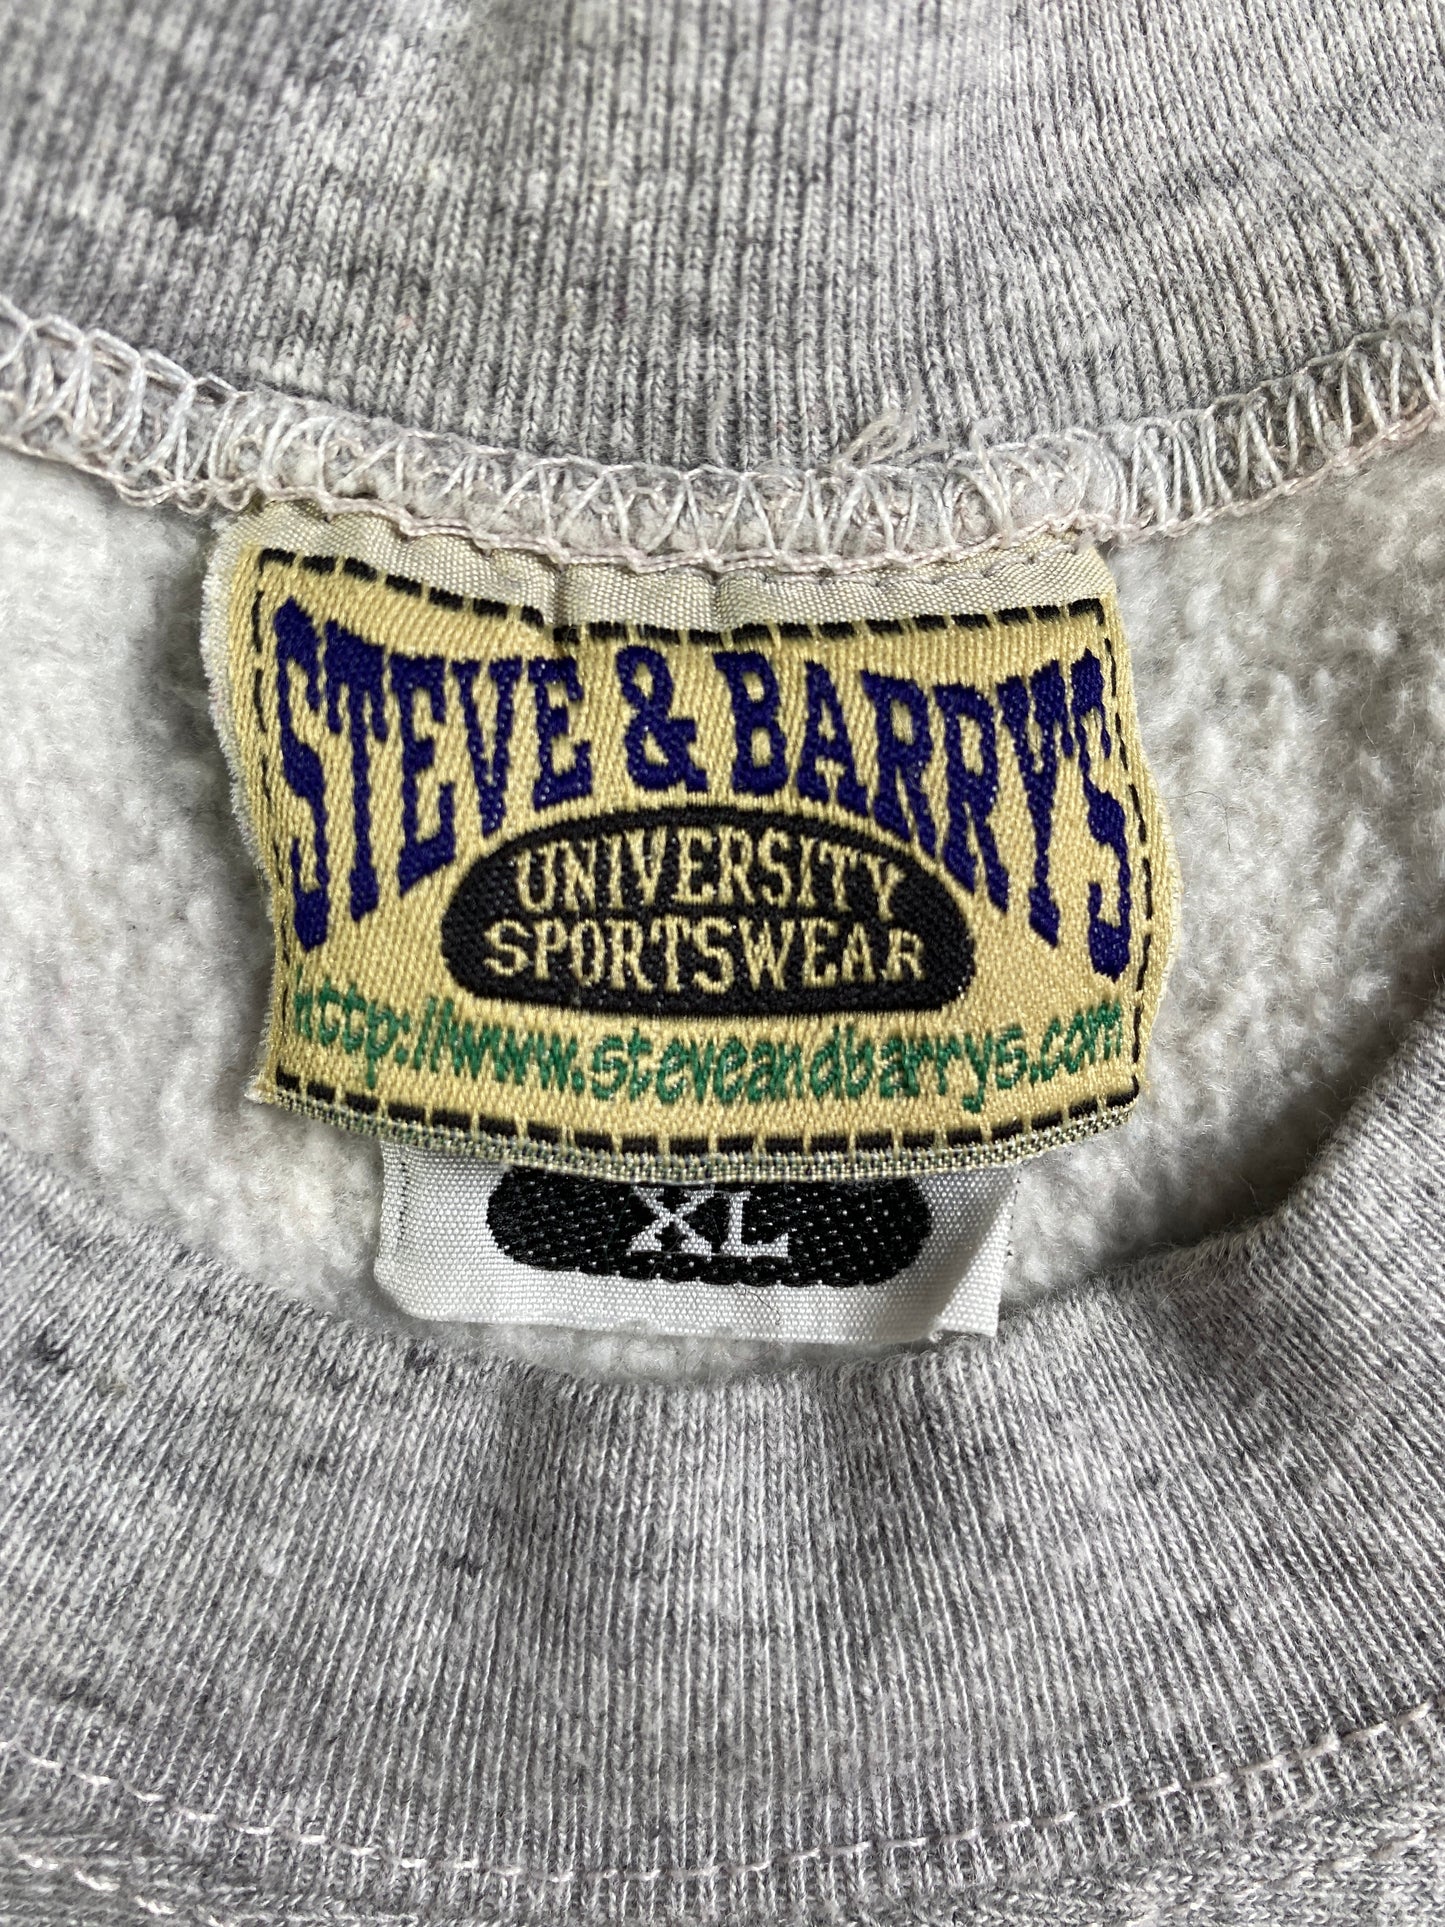 STEVE & BARRY'S
UNIVERSITY
SPORTSWEAR
http://www.steveandbarrys.com
XL